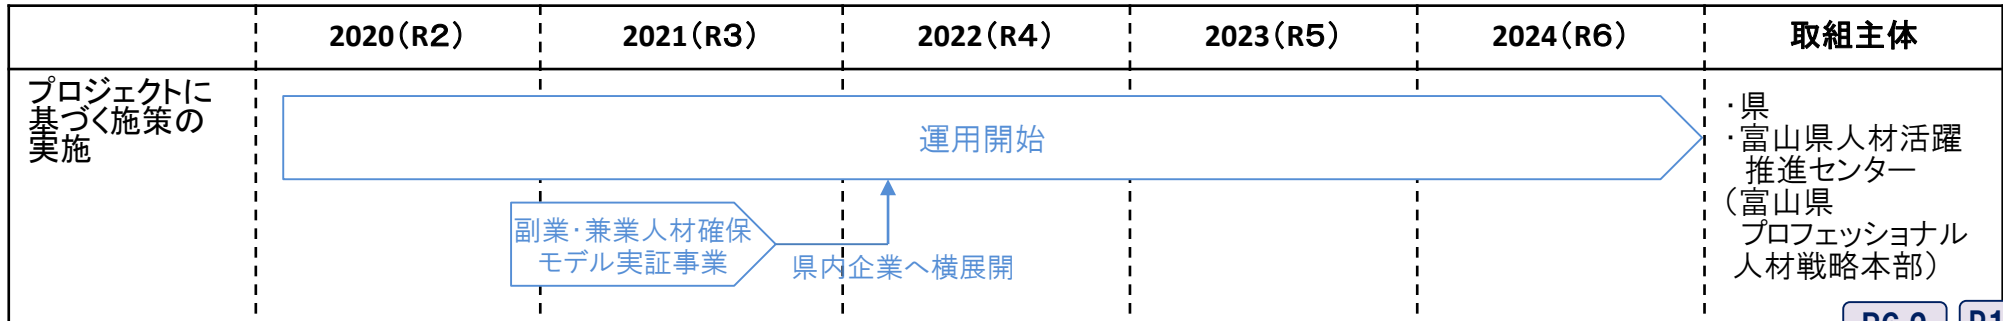 2020（R２）
2021（R３）
2022（R４）
2023（R５）
2024（R６）
取組主体
プロジェクトに
基づく施策の
実施
運用開始
副業・兼業人材確保
モデル実証事業
県内企業へ横展開
・県
・富山県人材活躍
推進センター
（富山県
プロフェッショナル
人材戦略本部）